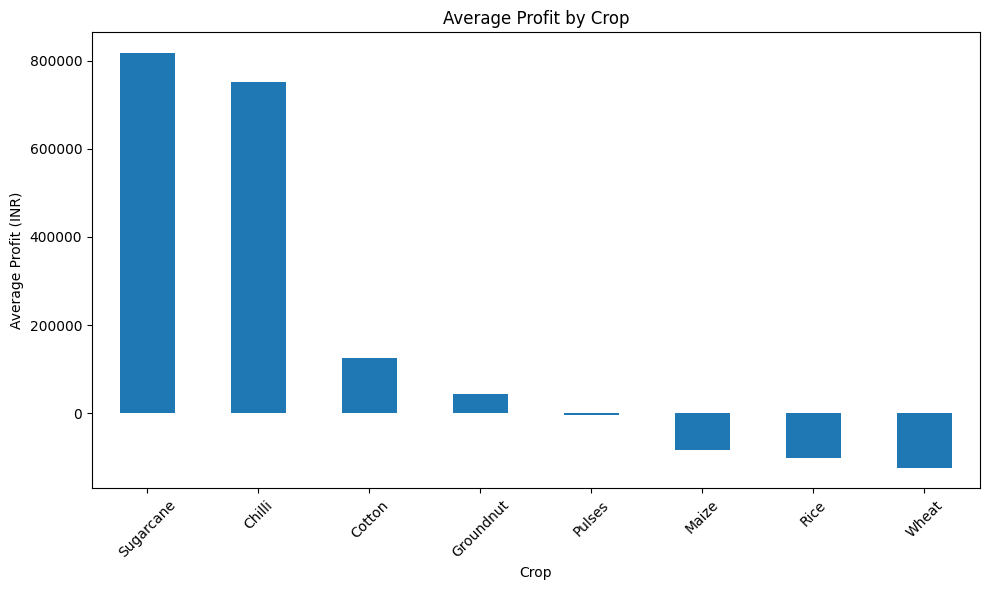 Average Profit by Crop
Average Profit (INR)
800000
600000
400000
200000
0
Sugarcane
Chilli
Cotton
Groundnut
Pulses
Maize
Rice
Wheat
Crop